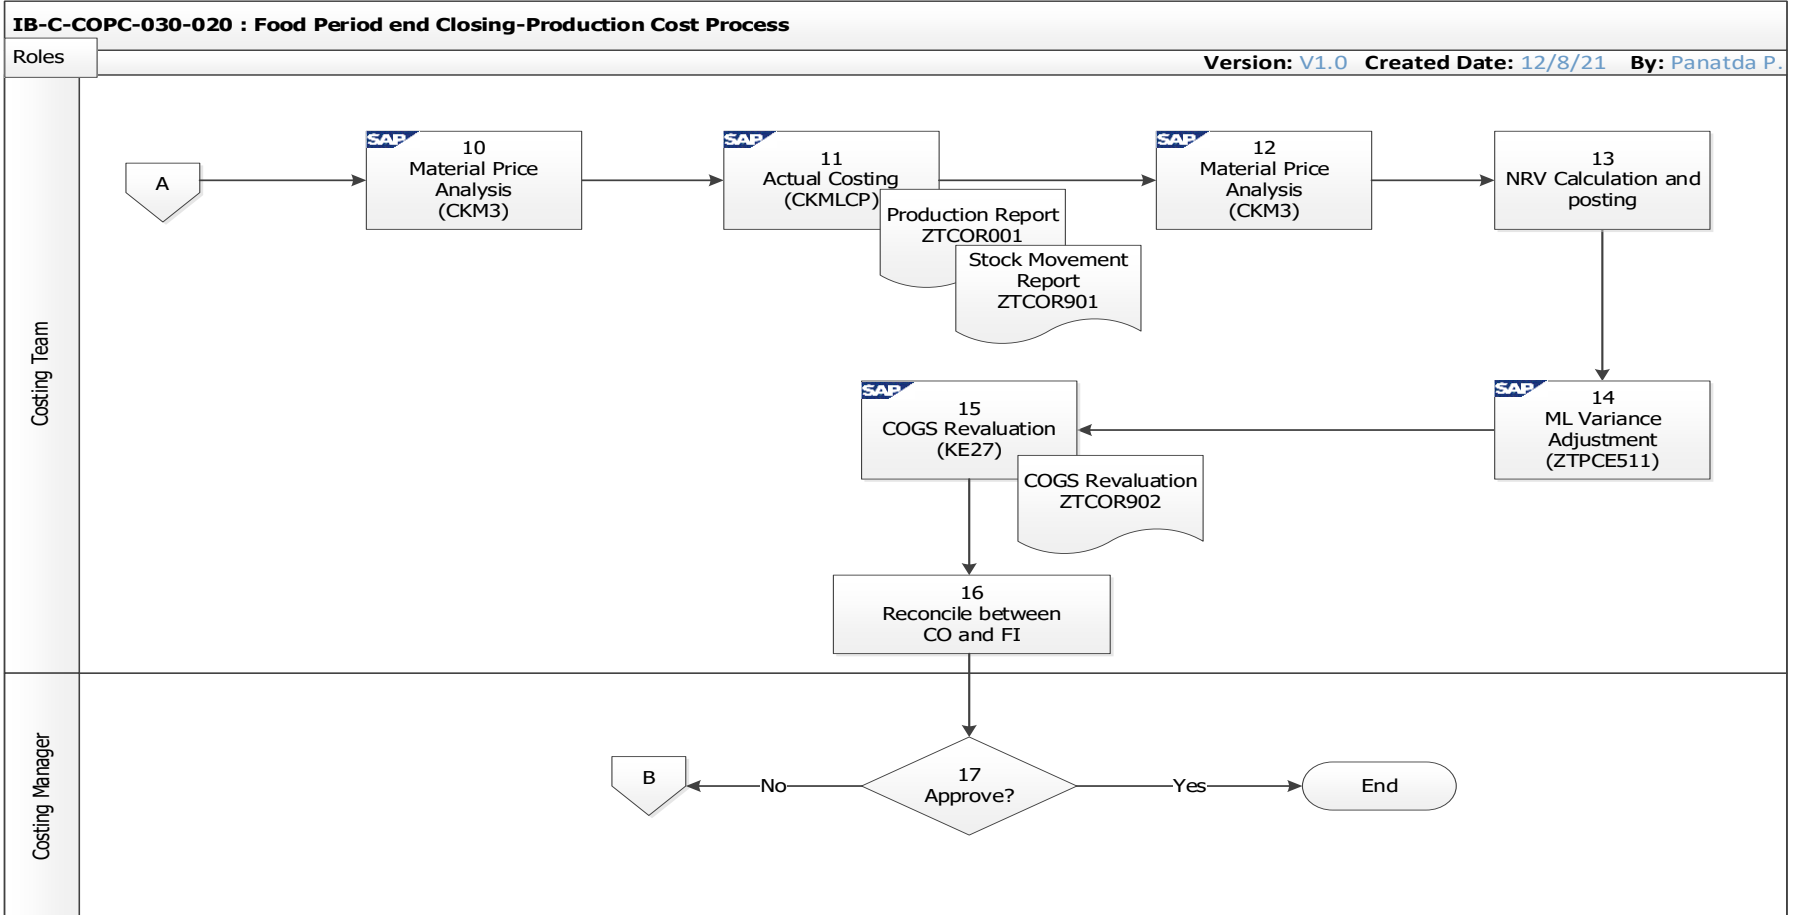 IB-C-COPC-030-020 : Food Period end Closing-Production Cost Process
Roles
Version: V1.0 Created Date: 12/8/21 By: Panatda P.
Costing Team
A
SAP
10
Material Price
Analysis
(CKM3)
SAP
11
Actual Costing
(CKMLCP)
Production Report
ZTCOR001
Stock Movement
Report
ZTCOR901
SAP
12
Material Price
Analysis
(CKM3)
13
NRV Calculation and
posting
SAP
14
ML Variance
Adjustment
(ZTPCE511)
SAP
15
COGS Revaluation
(KE27)
COGS Revaluation
ZTCOR902
16
Reconcile between
CO and FI
Costing Manager
17
Approve?
No
B
Yes
End